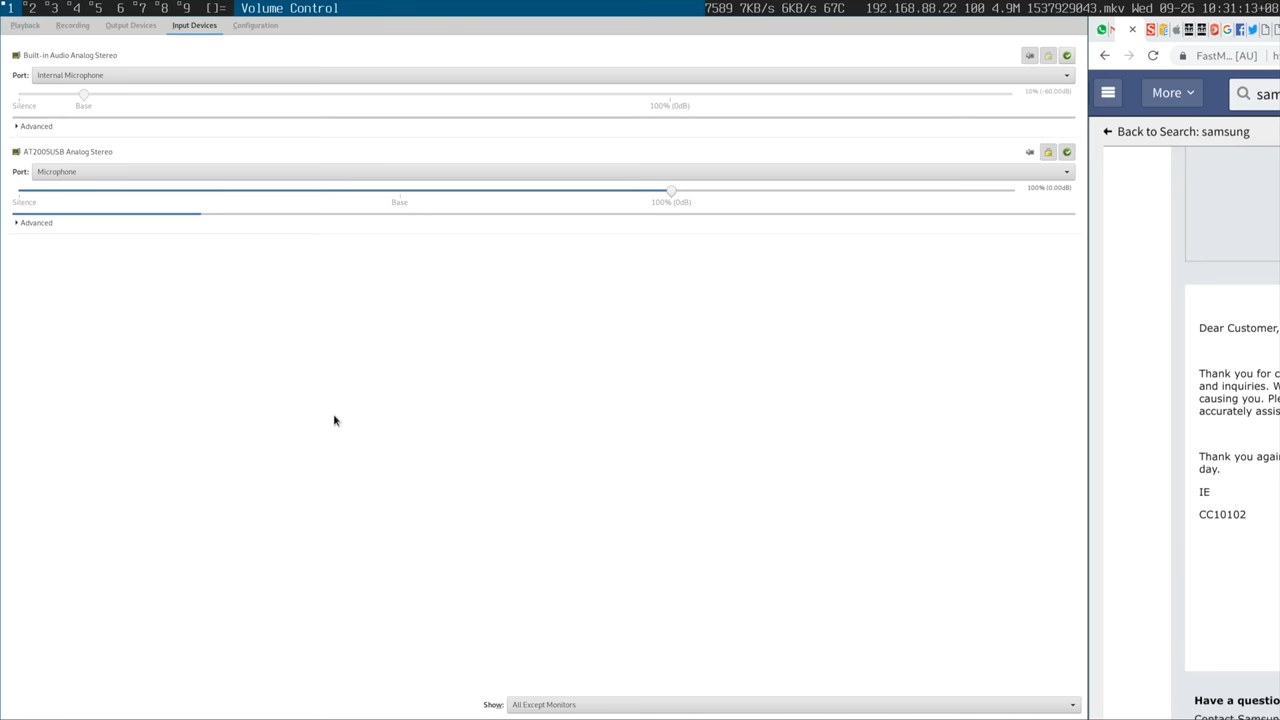 1 2 3 4 5 6 7 8 9 []= Volume Control 7589 7KB/s 6KB/s 67C 192.168.88.22 100 4.9M 1537929043.mkv Wed 09-26 10:31:13+08
Playback Recording Output Devices Input Devices Configuration
Built-in Audio Analog Stereo
Port: Internal Microphone
10% (-60.00dB)
Silence Base 100% (0dB)
Advanced
AT2005USB Analog Stereo
Port: Microphone
100% (0.00dB)
Silence Base 100% (0dB)
Advanced
Show: All Except Monitors
FastM... [AU]
More
sam
Back to Search: samsung
Dear Customer,
Thank you for c
and inquiries. W
causing you. Ple
accurately assis
Thank you again
day.
IE
CC10102
Have a questio
Contact Samsu